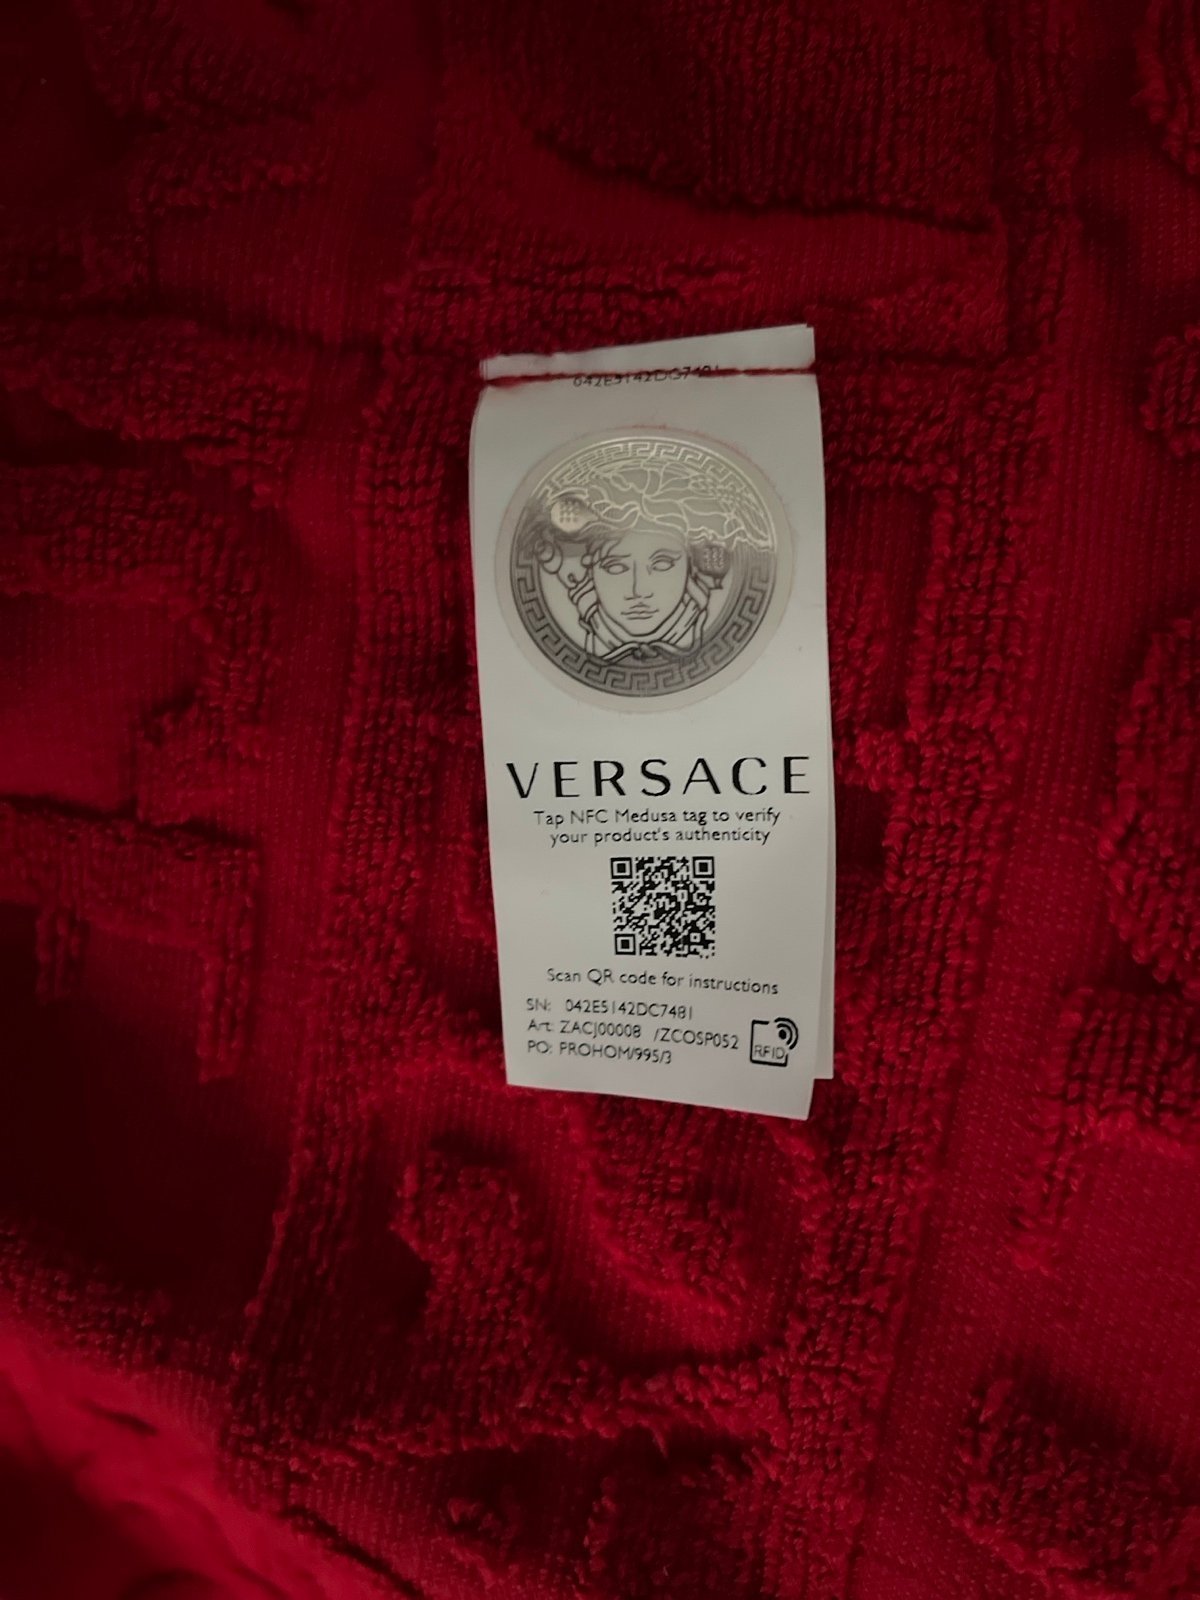 042E5142DC7481
VERSACE
Tap NFC Medusa tag to verify
your product's authenticity
Scan QR code for instructions
SN: 042E5142DC7481
Art: ZACJ00008 /ZCOSP052
PO: PROHOM/995/3
RFID